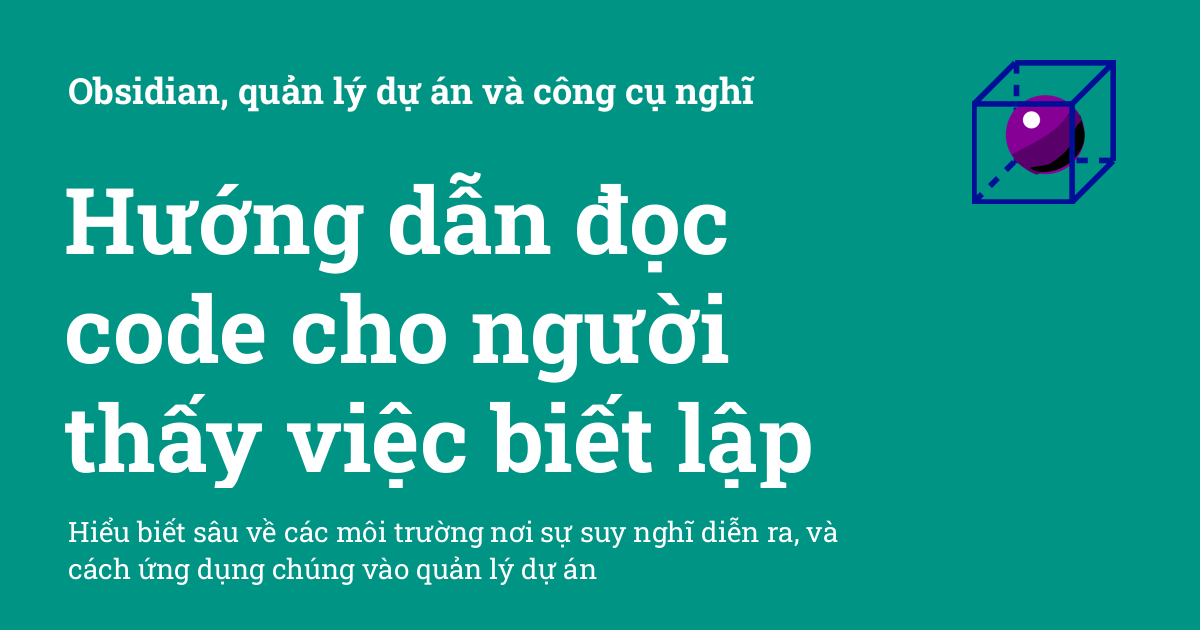 Obsidian, quản lý dự án và công cụ nghĩ
Hướng dẫn đọc
code cho người
thấy việc biết lập
Hiểu biết sâu về các môi trường nơi sự suy nghĩ diễn ra, và
cách ứng dụng chúng vào quản lý dự án